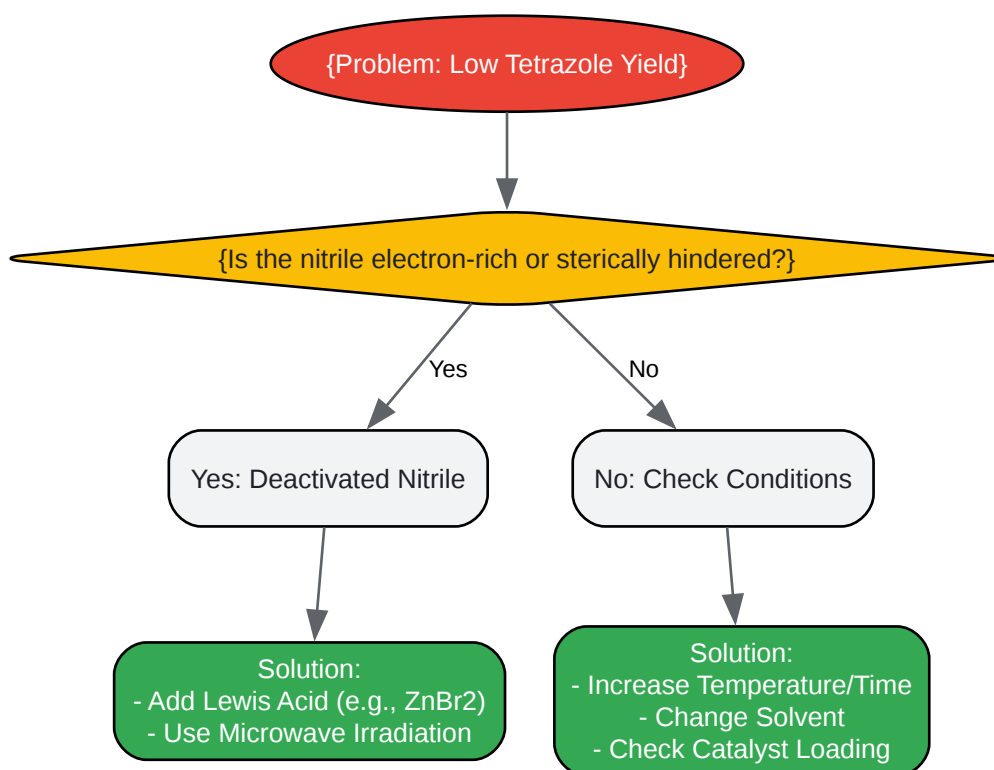 {Problem: Low Tetrazole Yield}
{Is the nitrile electron-rich or sterically hindered?}
Yes
No
Yes: Deactivated Nitrile
No: Check Conditions
Solution:
- Add Lewis Acid (e.g., ZnBr2)
- Use Microwave Irradiation
Solution:
- Increase Temperature/Time
- Change Solvent
- Check Catalyst Loading